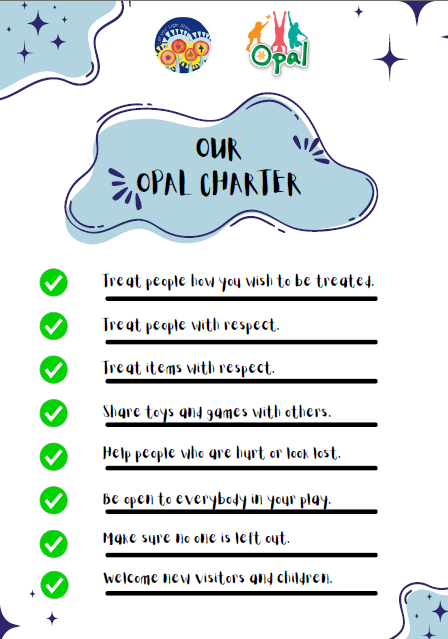 Opal
OUR
OPAL CHARTER
Treat people how you wish to be treated.
Treat people with respect.
Treat items with respect.
Share toys and games with others.
Help people who are hurt or look lost.
Be open to everybody in your play.
Make sure no one is left out.
Welcome new visitors and children.